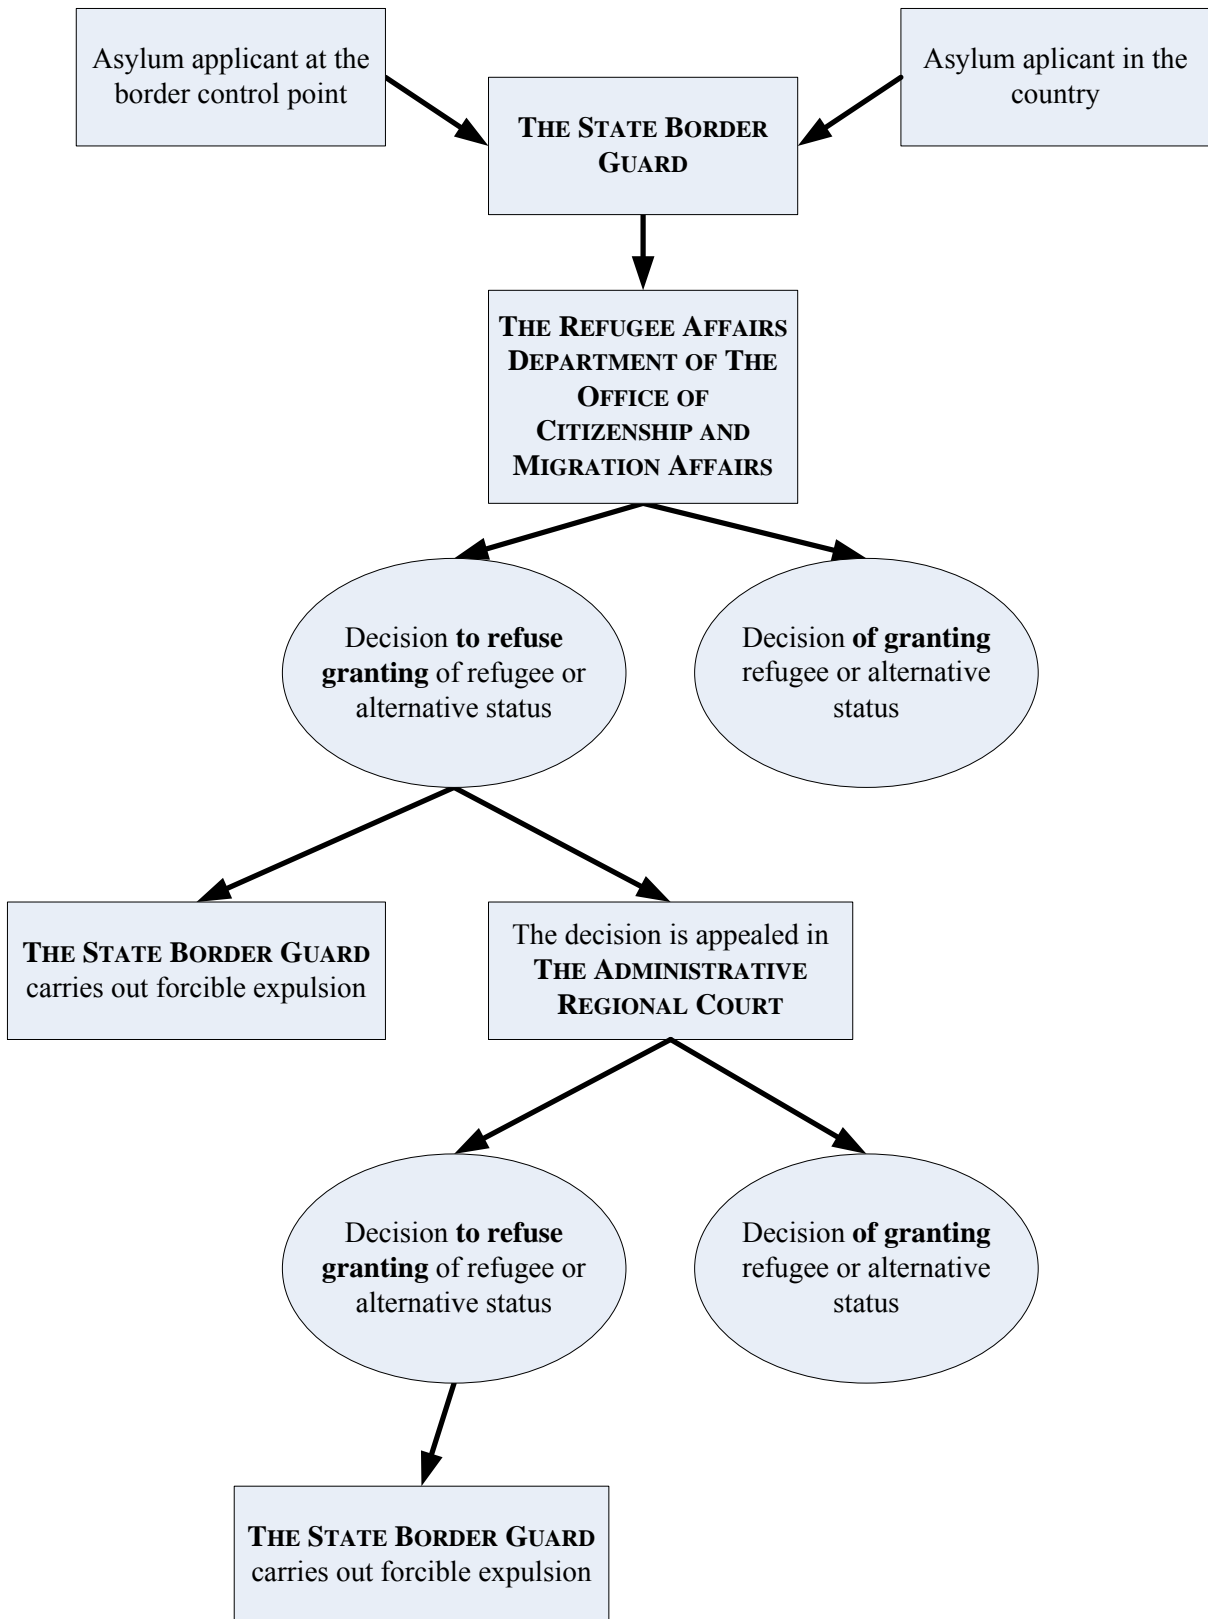 Asylum applicant at the
border control point
Asylum aplicant in the
country
THE STATE BORDER
GUARD
THE REFUGEE AFFAIRS
DEPARTMENT OF THE
OFFICE OF
CITIZENSHIP AND
MIGRATION AFFAIRS
Decision to refuse
granting of refugee or
alternative status
Decision of granting
refugee or alternative
status
THE STATE BORDER GUARD
carries out forcible expulsion
The decision is appealed in
THE ADMINISTRATIVE
REGIONAL COURT
Decision to refuse
granting of refugee or
alternative status
Decision of granting
refugee or alternative
status
THE STATE BORDER GUARD
carries out forcible expulsion